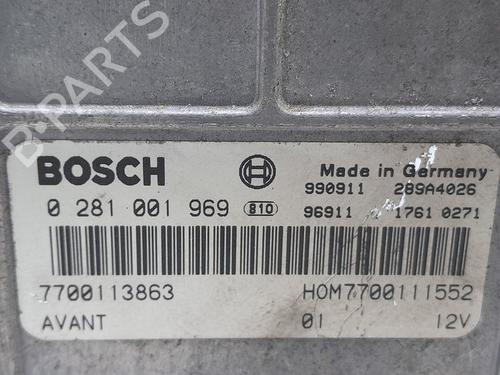 B-PARTS
BOSCH
Made in Germany
990911 289A4026
0 281 001 969 810
96911 1761 0271
7700113863 HOM7700111552
AVANT 01 12V